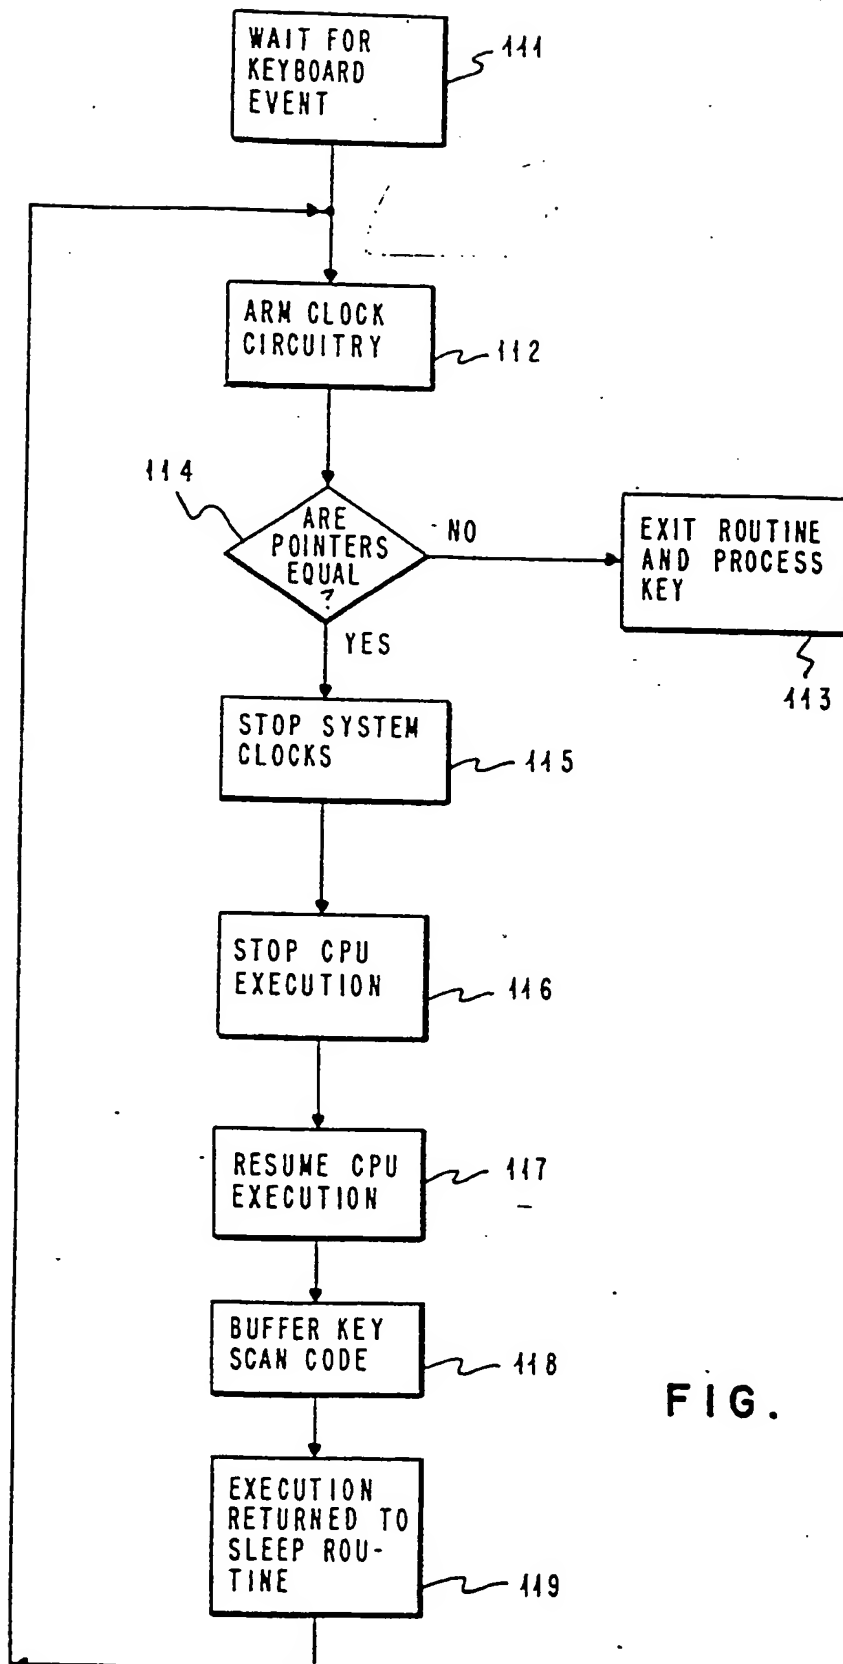 WAIT FOR
KEYBOARD
EVENT
111
ARM CLOCK
CIRCUITRY
112
114
ARE
POINTERS
EQUAL
?
NO
EXIT ROUTINE
AND PROCESS
KEY
113
YES
STOP SYSTEM
CLOCKS
115
STOP CPU
EXECUTION
116
RESUME CPU
EXECUTION
117
BUFFER KEY
SCAN CODE
118
FIG.
EXECUTION
RETURNED TO
SLEEP ROU-
TINE
119